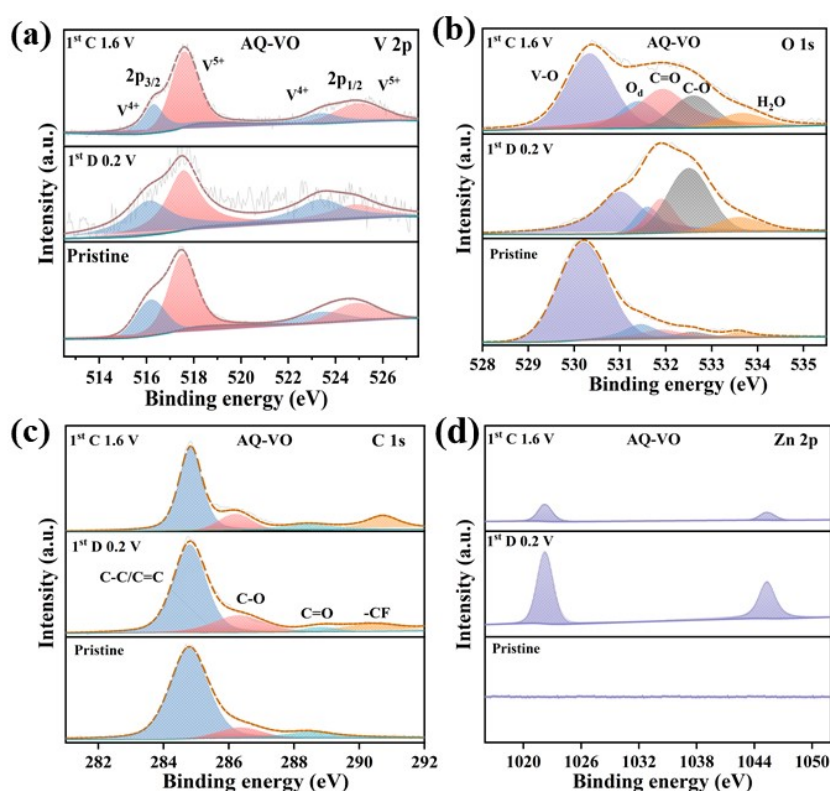 (a)
1st C 1.6 V AQ-VO V 2p
2p3/2 V5+
V4+
V4+ 2p1/2 V5+
1st D 0.2 V
Pristine
Intensity (a.u.)
514 516 518 520 522 524 526
Binding energy (eV)
(b)
1st C 1.6 V AQ-VO O 1s
V-O Od C=O C-O H2O
1st D 0.2 V
Pristine
Intensity (a.u.)
528 529 530 531 532 533 534 535
Binding energy (eV)
(c)
1st C 1.6 V AQ-VO C 1s
1st D 0.2 V
C-C/C=C C-O C=O -CF
Pristine
Intensity (a.u.)
282 284 286 288 290 292
Binding energy (eV)
(d)
1st C 1.6 V AQ-VO Zn 2p
1st D 0.2 V
Pristine
Intensity (a.u.)
1020 1026 1032 1038 1044 1050
Binding energy (eV)